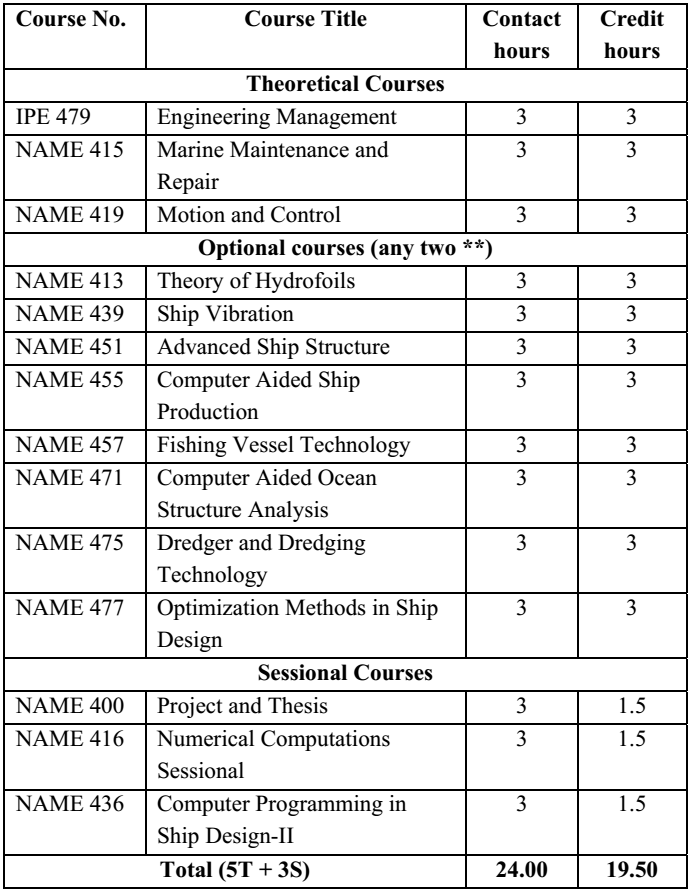 Course No. Course Title Contact hours Credit hours
Theoretical Courses
IPE 479 Engineering Management 3 3
NAME 415 Marine Maintenance and Repair 3 3
NAME 419 Motion and Control 3 3
Optional courses (any two **)
NAME 413 Theory of Hydrofoils 3 3
NAME 439 Ship Vibration 3 3
NAME 451 Advanced Ship Structure 3 3
NAME 455 Computer Aided Ship Production 3 3
NAME 457 Fishing Vessel Technology 3 3
NAME 471 Computer Aided Ocean Structure Analysis 3 3
NAME 475 Dredger and Dredging Technology 3 3
NAME 477 Optimization Methods in Ship Design 3 3
Sessional Courses
NAME 400 Project and Thesis 3 1.5
NAME 416 Numerical Computations Sessional 3 1.5
NAME 436 Computer Programming in Ship Design-II 3 1.5
Total (5T + 3S) 24.00 19.50